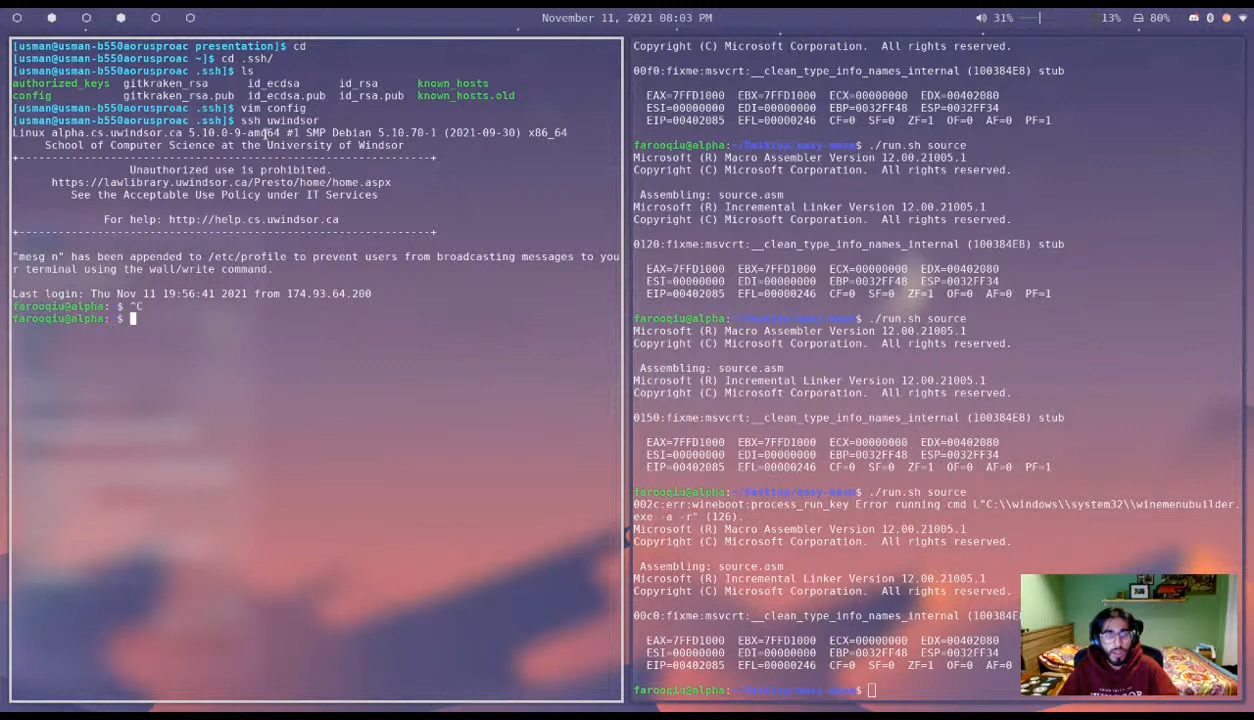 November 11, 2021 08:03 PM
31%
13%
80%
[usman@usman-b550aorusproac presentation]$ cd
[usman@usman-b550aorusproac ~]$ cd .ssh/
[usman@usman-b550aorusproac .ssh]$ ls
authorized_keys gitkraken_rsa id_ecdsa id_rsa known_hosts
config gitkraken_rsa.pub id_ecdsa.pub id_rsa.pub known_hosts.old
[usman@usman-b550aorusproac .ssh]$ vim config
[usman@usman-b550aorusproac .ssh]$ ssh uwindsor
Linux alpha.cs.uwindsor.ca 5.10.0-9-amd64 #1 SMP Debian 5.10.70-1 (2021-09-30) x86_64
School of Computer Science at the University of Windsor
+----------------------------------------------------------------------------+
Unauthorized use is prohibited.
https://lawlibrary.uwindsor.ca/Presto/home/home.aspx
See the Acceptable Use Policy under IT Services
For help: http://help.cs.uwindsor.ca
+----------------------------------------------------------------------------+
"mesg n" has been appended to /etc/profile to prevent users from broadcasting messages to you
r terminal using the wall/write command.
Last login: Thu Nov 11 19:56:41 2021 from 174.93.64.200
farooqiu@alpha: $ ^C
farooqiu@alpha: $
Copyright (C) Microsoft Corporation. All rights reserved.
00f0:fixme:msvcrt:__clean_type_info_names_internal (100384E8) stub
EAX=7FFD1000 EBX=7FFD1000 ECX=00000000 EDX=00402080
ESI=00000000 EDI=00000000 EBP=0032FF48 ESP=0032FF34
EIP=00402085 EFL=00000246 CF=0 SF=0 ZF=1 OF=0 AF=0 PF=1
farooqiu@alpha:~/Desktop/easy-masm$ ./run.sh source
Microsoft (R) Macro Assembler Version 12.00.21005.1
Copyright (C) Microsoft Corporation. All rights reserved.
Assembling: source.asm
Microsoft (R) Incremental Linker Version 12.00.21005.1
Copyright (C) Microsoft Corporation. All rights reserved.
0120:fixme:msvcrt:__clean_type_info_names_internal (100384E8) stub
EAX=7FFD1000 EBX=7FFD1000 ECX=00000000 EDX=00402080
ESI=00000000 EDI=00000000 EBP=0032FF48 ESP=0032FF34
EIP=00402085 EFL=00000246 CF=0 SF=0 ZF=1 OF=0 AF=0 PF=1
farooqiu@alpha:~/Desktop/easy-masm$ ./run.sh source
Microsoft (R) Macro Assembler Version 12.00.21005.1
Copyright (C) Microsoft Corporation. All rights reserved.
Assembling: source.asm
Microsoft (R) Incremental Linker Version 12.00.21005.1
Copyright (C) Microsoft Corporation. All rights reserved.
0150:fixme:msvcrt:__clean_type_info_names_internal (100384E8) stub
EAX=7FFD1000 EBX=7FFD1000 ECX=00000000 EDX=00402080
ESI=00000000 EDI=00000000 EBP=0032FF48 ESP=0032FF34
EIP=00402085 EFL=00000246 CF=0 SF=0 ZF=1 OF=0 AF=0 PF=1
farooqiu@alpha:~/Desktop/easy-masm$ ./run.sh source
002c:err:wineboot:process_run_key Error running cmd L"C:\\windows\\system32\\winemenubuilder.
exe -a -r" (126).
Microsoft (R) Macro Assembler Version 12.00.21005.1
Copyright (C) Microsoft Corporation. All rights reserved.
Assembling: source.asm
Microsoft (R) Incremental Linker Version 12.00.21005.1
Copyright (C) Microsoft Corporation. All rights reserved.
00c0:fixme:msvcrt:__clean_type_info_names_internal (100384E8
EAX=7FFD1000 EBX=7FFD1000 ECX=00000000 EDX=00402080
ESI=00000000 EDI=00000000 EBP=0032FF48 ESP=0032FF34
EIP=00402085 EFL=00000246 CF=0 SF=0 ZF=1 OF=0 AF=0
farooqiu@alpha:~/Desktop/easy-masm$